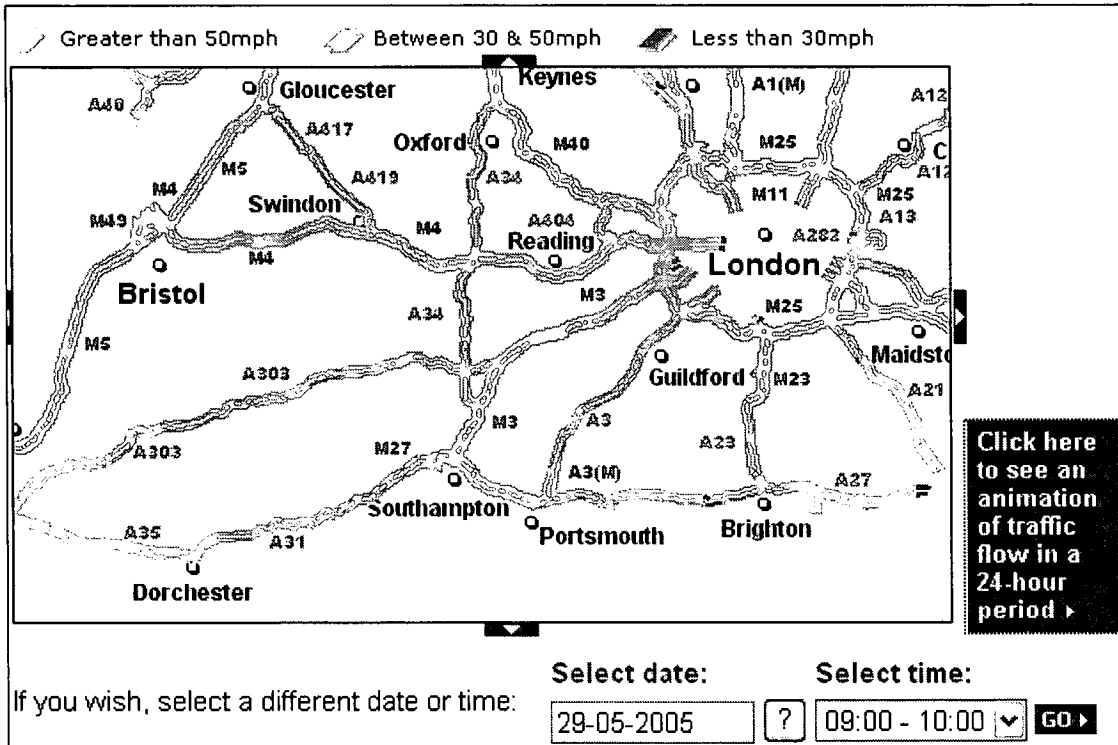 Greater than 50mph
Between 30 & 50mph
Less than 30mph
Keynes
A40
Gloucester
A1(M)
A12
A417
Oxford
M40
M25
C
M5
A34
A12
M4
A419
M11
M25
Swindon
M49
M4
A404
A13
Reading
A282
M4
London
Bristol
M3
A34
M25
M5
Maidsto
A303
Guildford
M23
A21
M3
A3
A303
M27
A23
A3(M)
A27
Southampton
A35
A31
Portsmouth
Brighton
Dorchester
Click here
to see an
animation
of traffic
flow in a
24-hour
period
Select date:
Select time:
If you wish, select a different date or time:
29-05-2005
?
09:00 - 10:00
GO